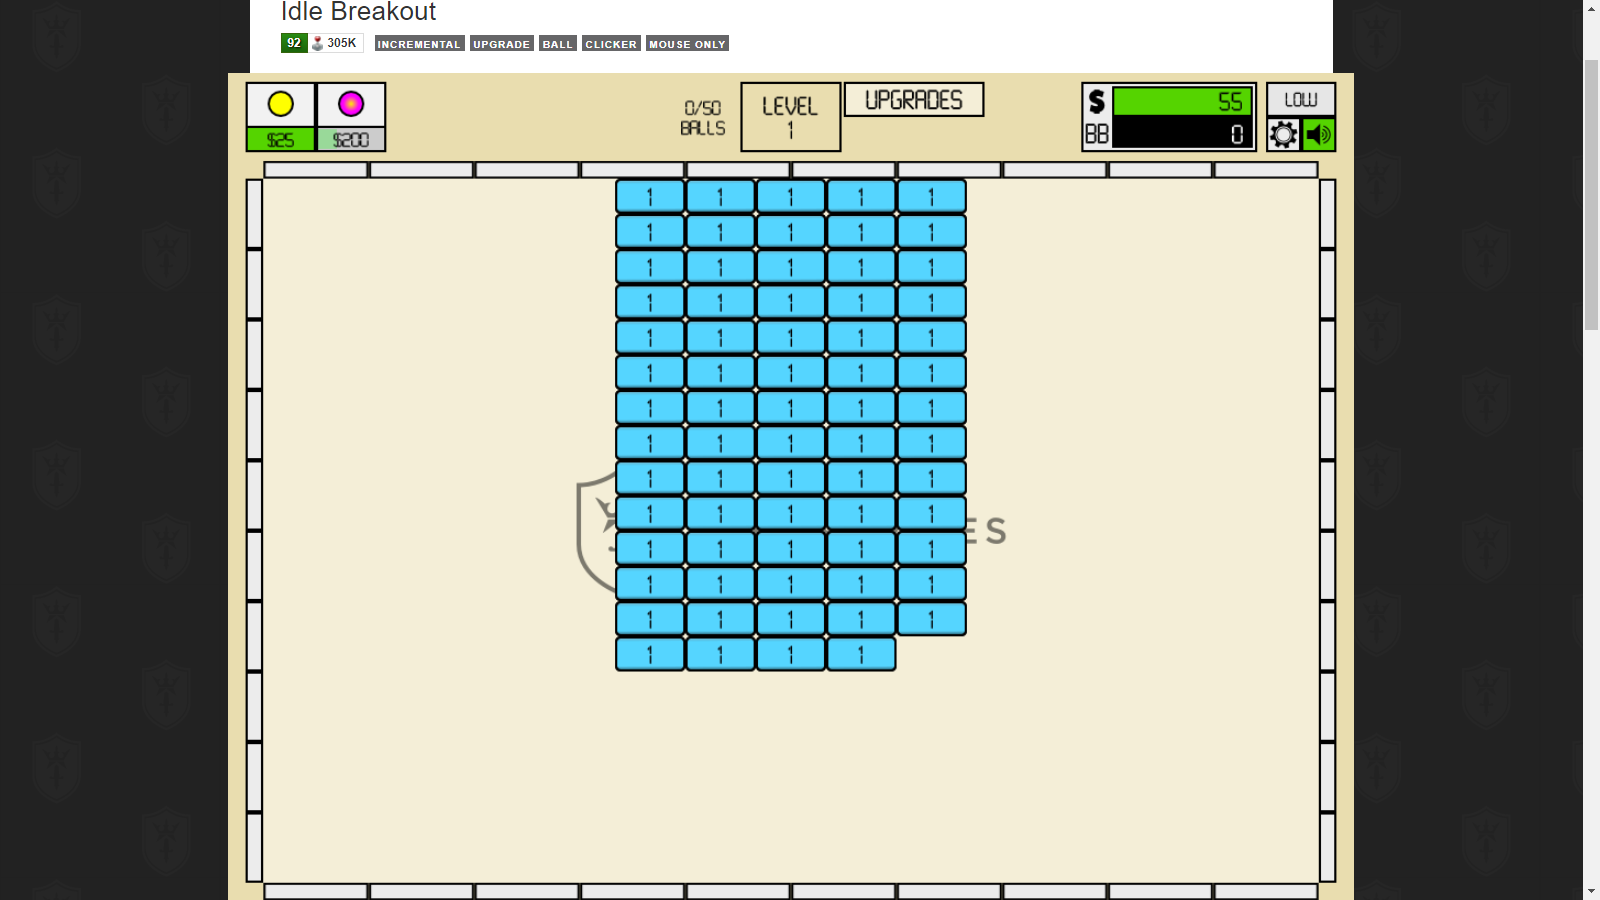 Idle Breakout
92 305K INCREMENTAL UPGRADE BALL CLICKER MOUSE ONLY
$25 $200
0/50
BALLS
LEVEL
1
UPGRADES
$ 55
BB 0
LOW
1 1 1 1 1
1 1 1 1 1
1 1 1 1 1
1 1 1 1 1
1 1 1 1 1
1 1 1 1 1
1 1 1 1 1
1 1 1 1 1
1 1 1 1 1
1 1 1 1 1
ES
1 1 1 1 1
1 1 1 1 1
1 1 1 1 1
1 1 1 1